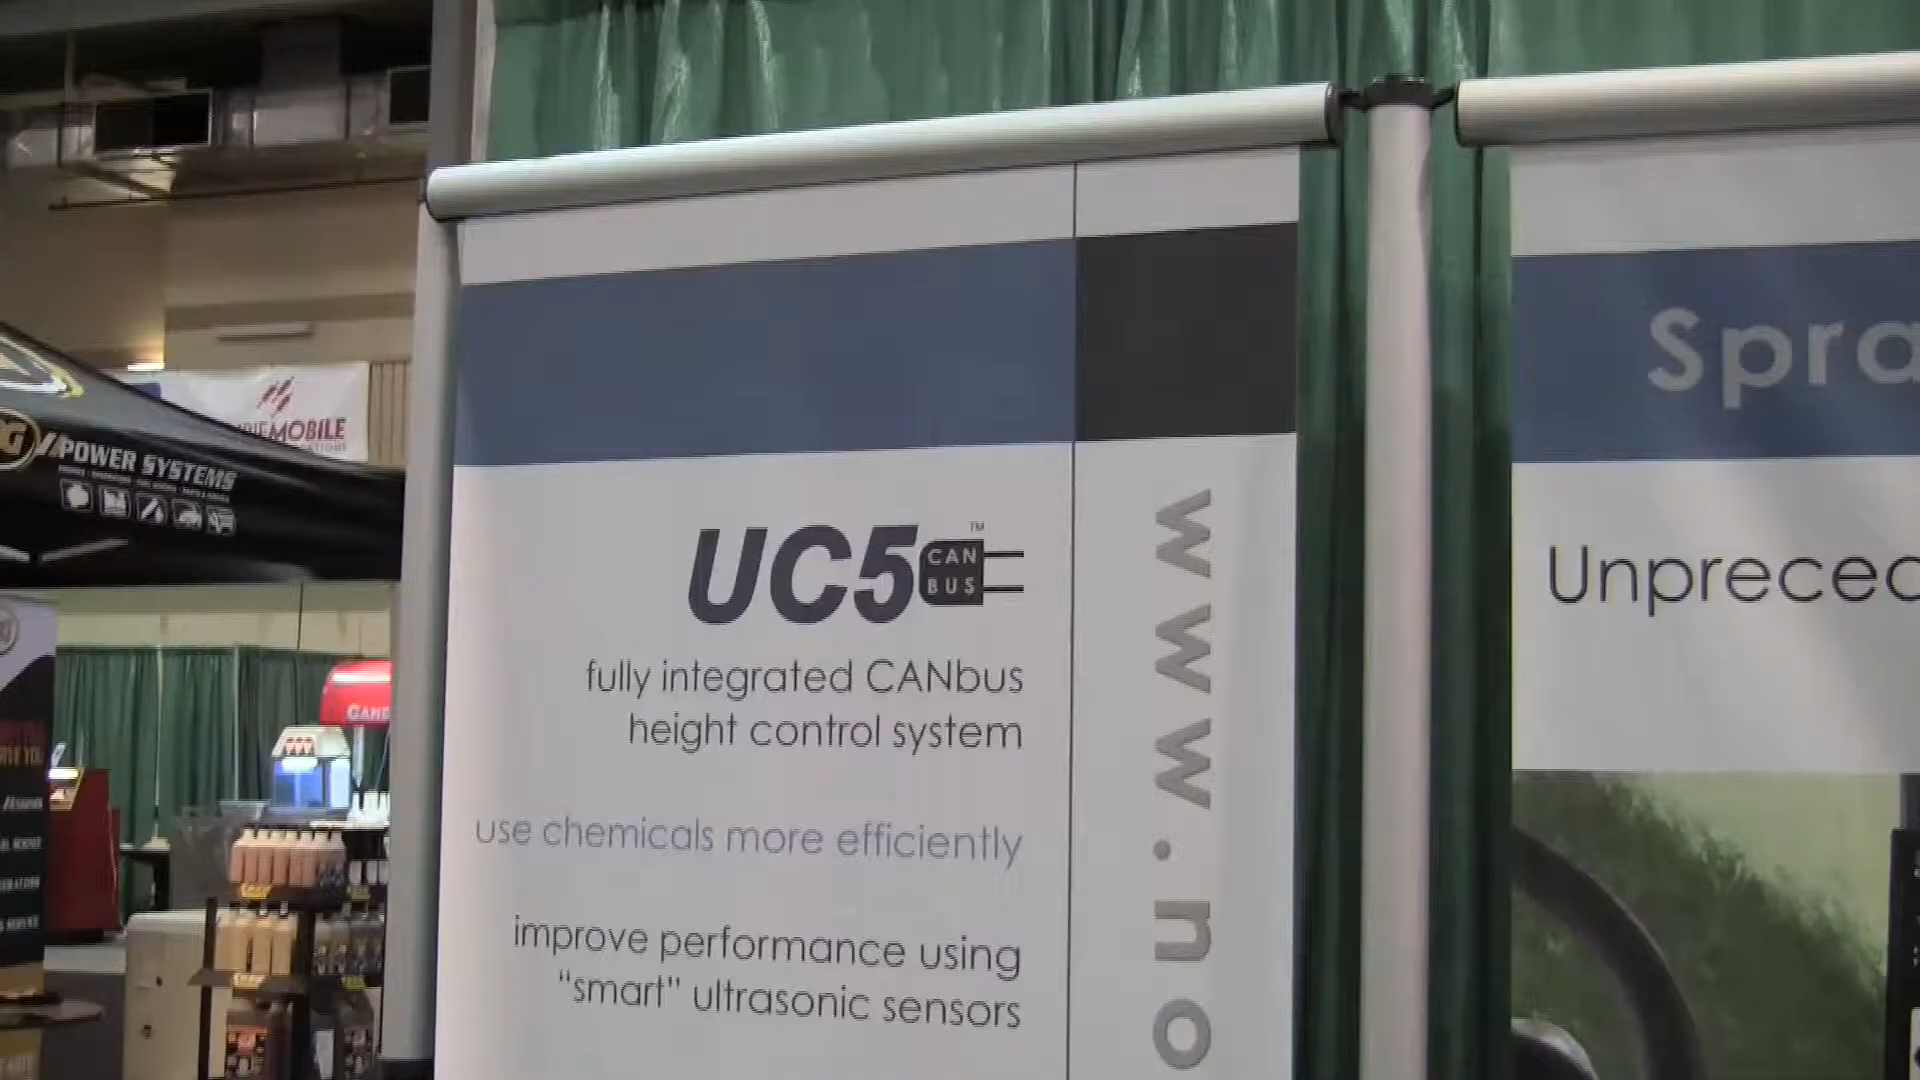 UC5 CAN BUS ™
fully integrated CANbus
height control system
use chemicals more efficiently
improve performance using
"smart" ultrasonic sensors
www.no
Spra
Unpreced
POWER SYSTEMS
MOBILE